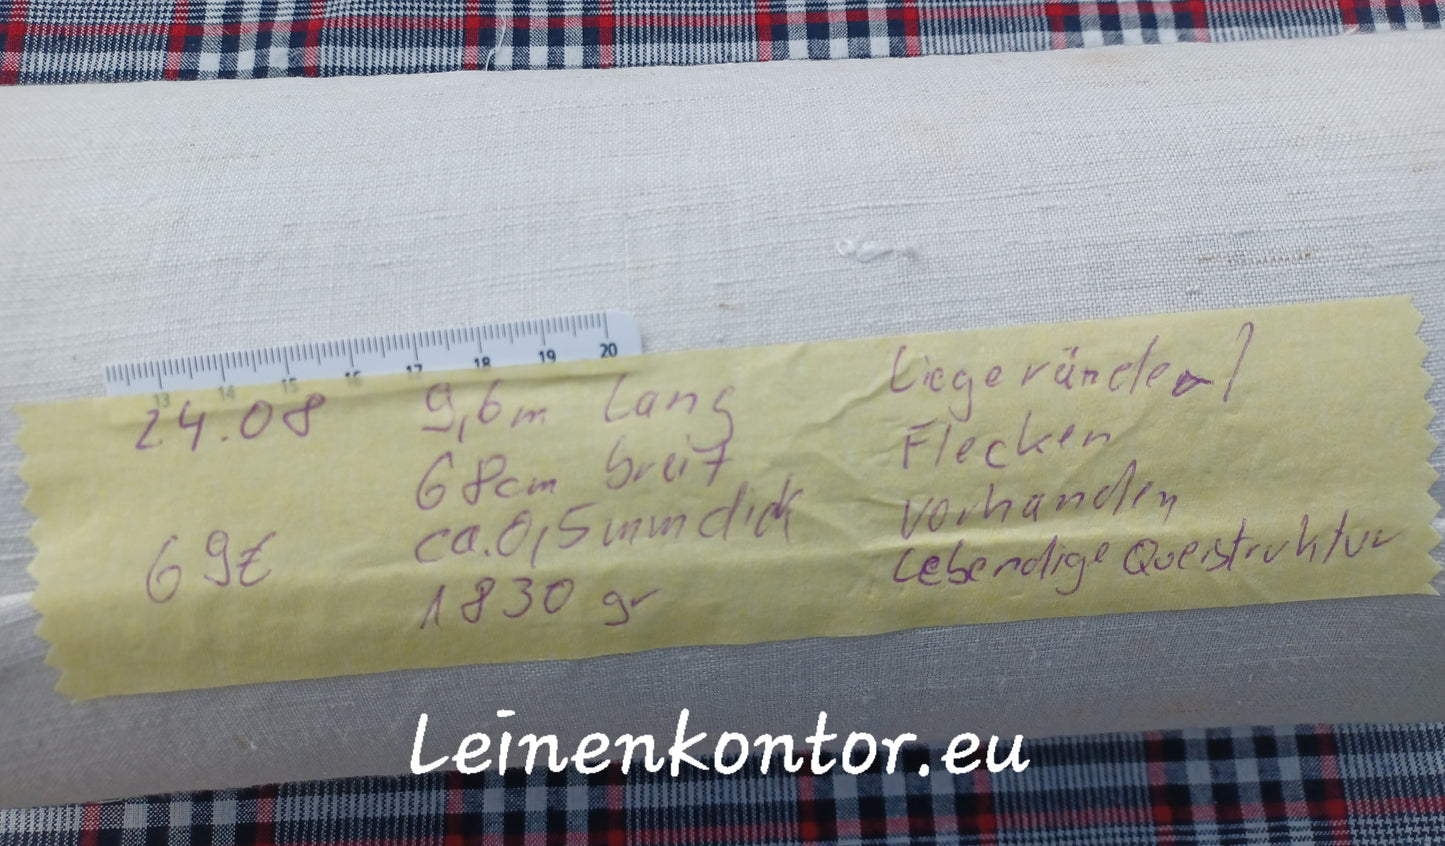 13 14 15 16 17 18 19 20
24.08
69€
9,6m lang
68cm breit
ca. 0,5mm dick
1830 gr
Liegeränder/
Flecken
vorhanden
Lebendige Querstruktur
Leinenkontor.eu